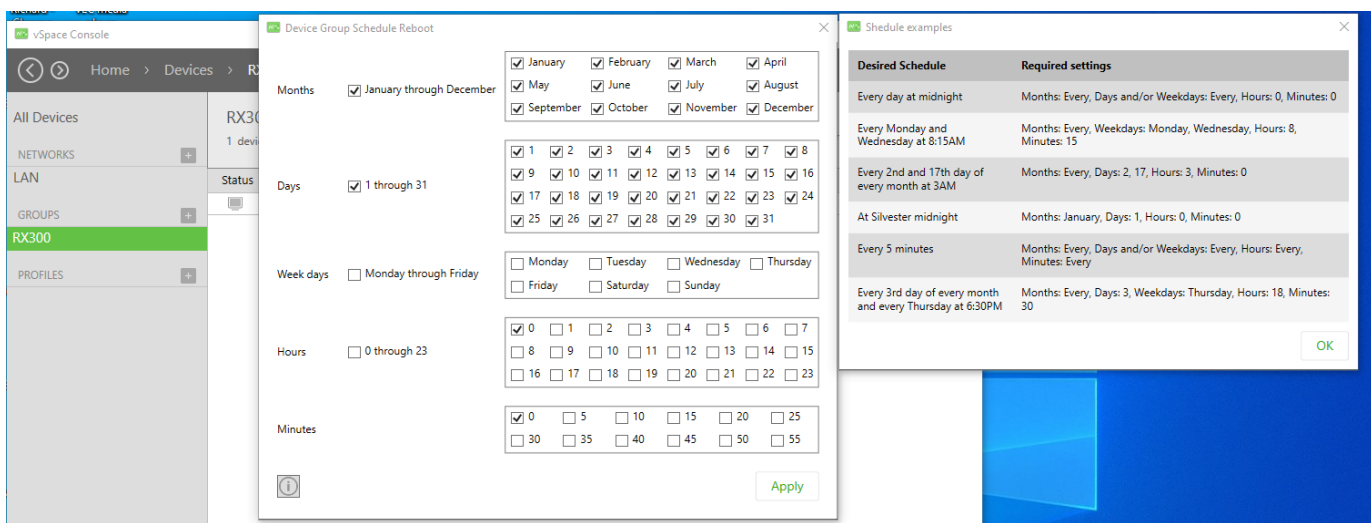 vSpace Console
Home > Devices >
All Devices
NETWORKS
LAN
GROUPS
RX300
PROFILES
1 devi
Status
Device Group Schedule Reboot
Months
January through December
January February March April
May June July August
September October November December
Days
1 through 31
1 2 3 4 5 6 7 8
9 10 11 12 13 14 15 16
17 18 19 20 21 22 23 24
25 26 27 28 29 30 31
Week days
Monday through Friday
Monday Tuesday Wednesday Thursday
Friday Saturday Sunday
Hours
0 through 23
0 1 2 3 4 5 6 7
8 9 10 11 12 13 14 15
16 17 18 19 20 21 22 23
Minutes
0 5 10 15 20 25
30 35 40 45 50 55
Apply
Shedule examples
Desired Schedule Required settings
Every day at midnight Months: Every, Days and/or Weekdays: Every, Hours: 0, Minutes: 0
Every Monday and
Wednesday at 8:15AM
Months: Every, Weekdays: Monday, Wednesday, Hours: 8,
Minutes: 15
Every 2nd and 17th day of
every month at 3AM
Months: Every, Days: 2, 17, Hours: 3, Minutes: 0
At Silvester midnight Months: January, Days: 1, Hours: 0, Minutes: 0
Every 5 minutes
Months: Every, Days and/or Weekdays: Every, Hours: Every,
Minutes: Every
Every 3rd day of every month
and every Thursday at 6:30PM
Months: Every, Days: 3, Weekdays: Thursday, Hours: 18, Minutes:
30
OK